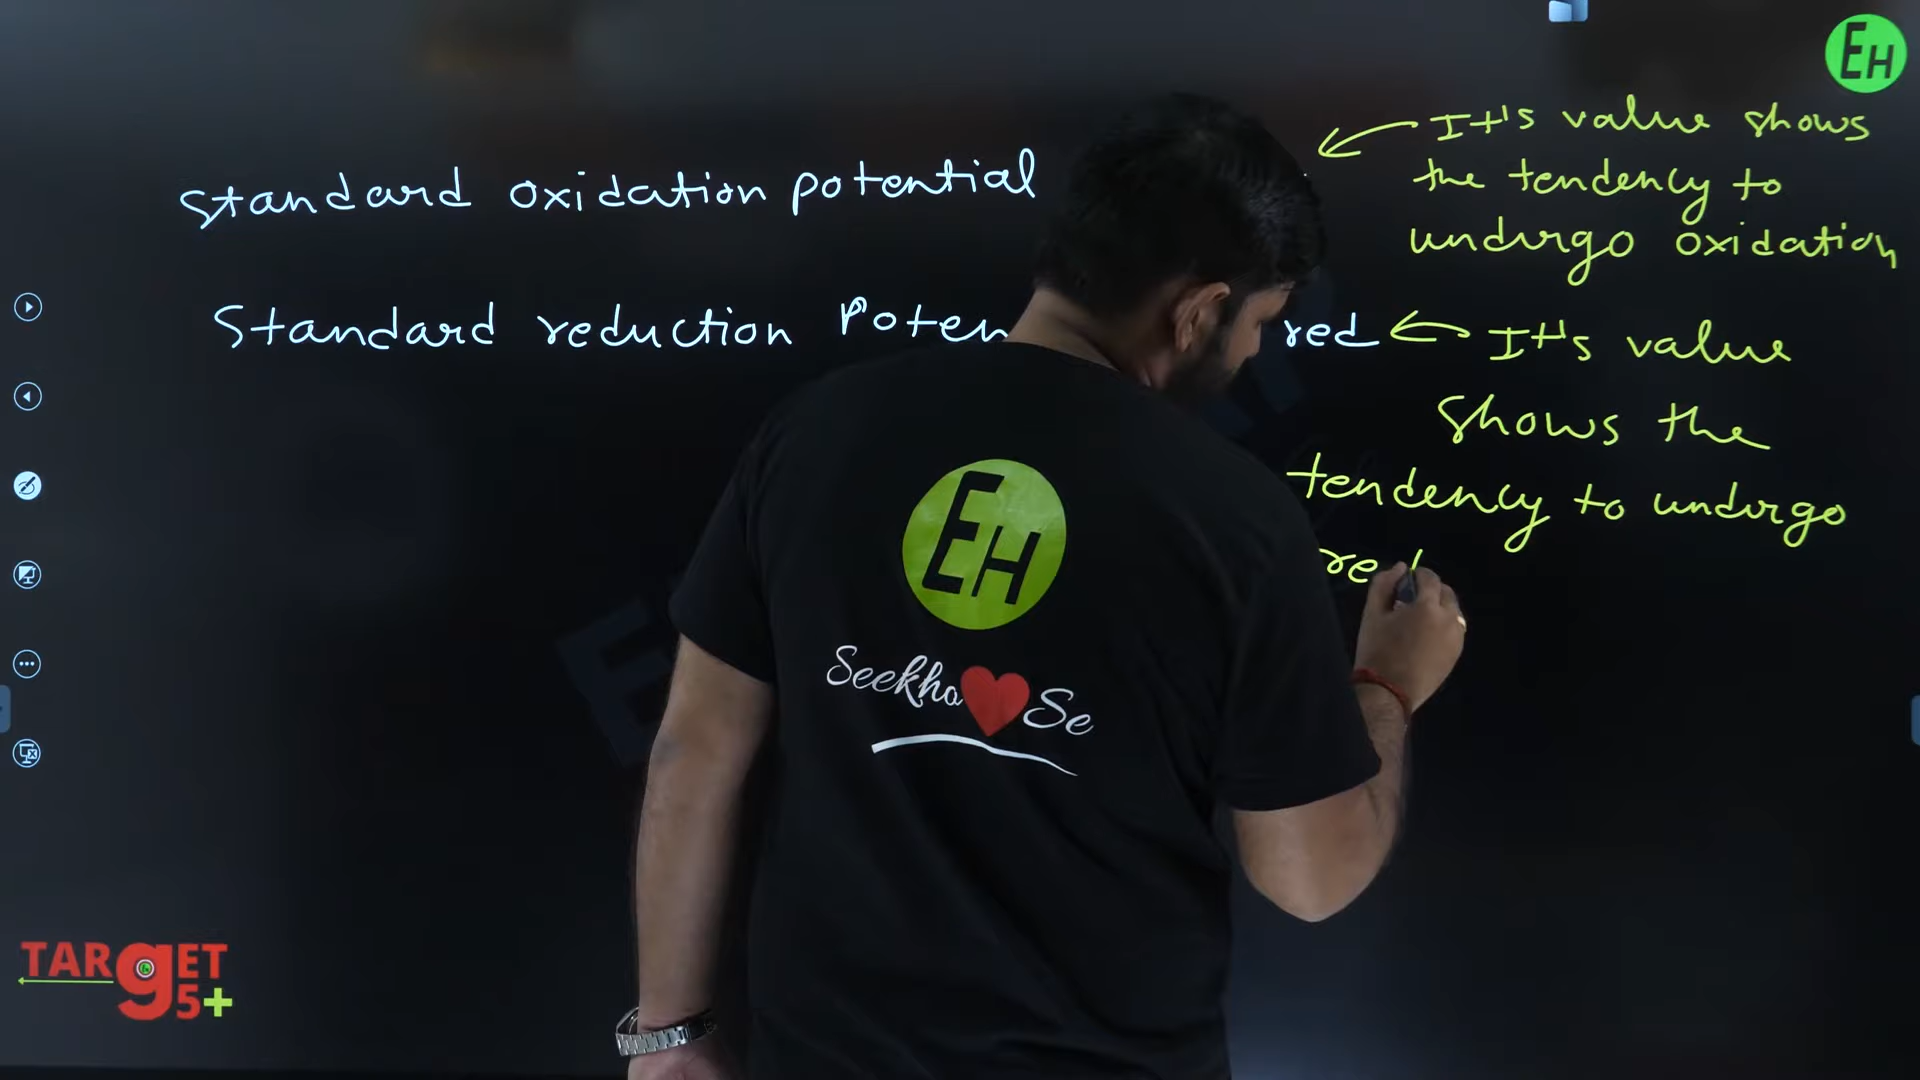 EH
It's value shows
the tendency to
undergo oxidation
standard oxidation potential
Standard reduction Poten red
It's value
shows the
tendency to undergo
red
EH
Seekho Se
TARgET
95+